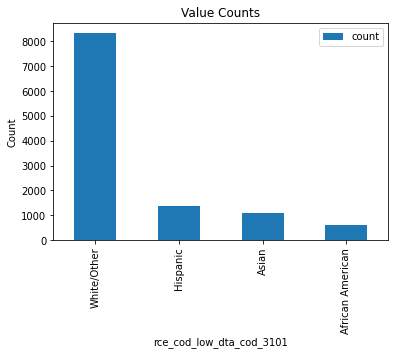 Value Counts
count
Count
8000
7000
6000
5000
4000
3000
2000
1000
0
White/Other
Hispanic
Asian
African American
rce_cod_low_dta_cod_3101